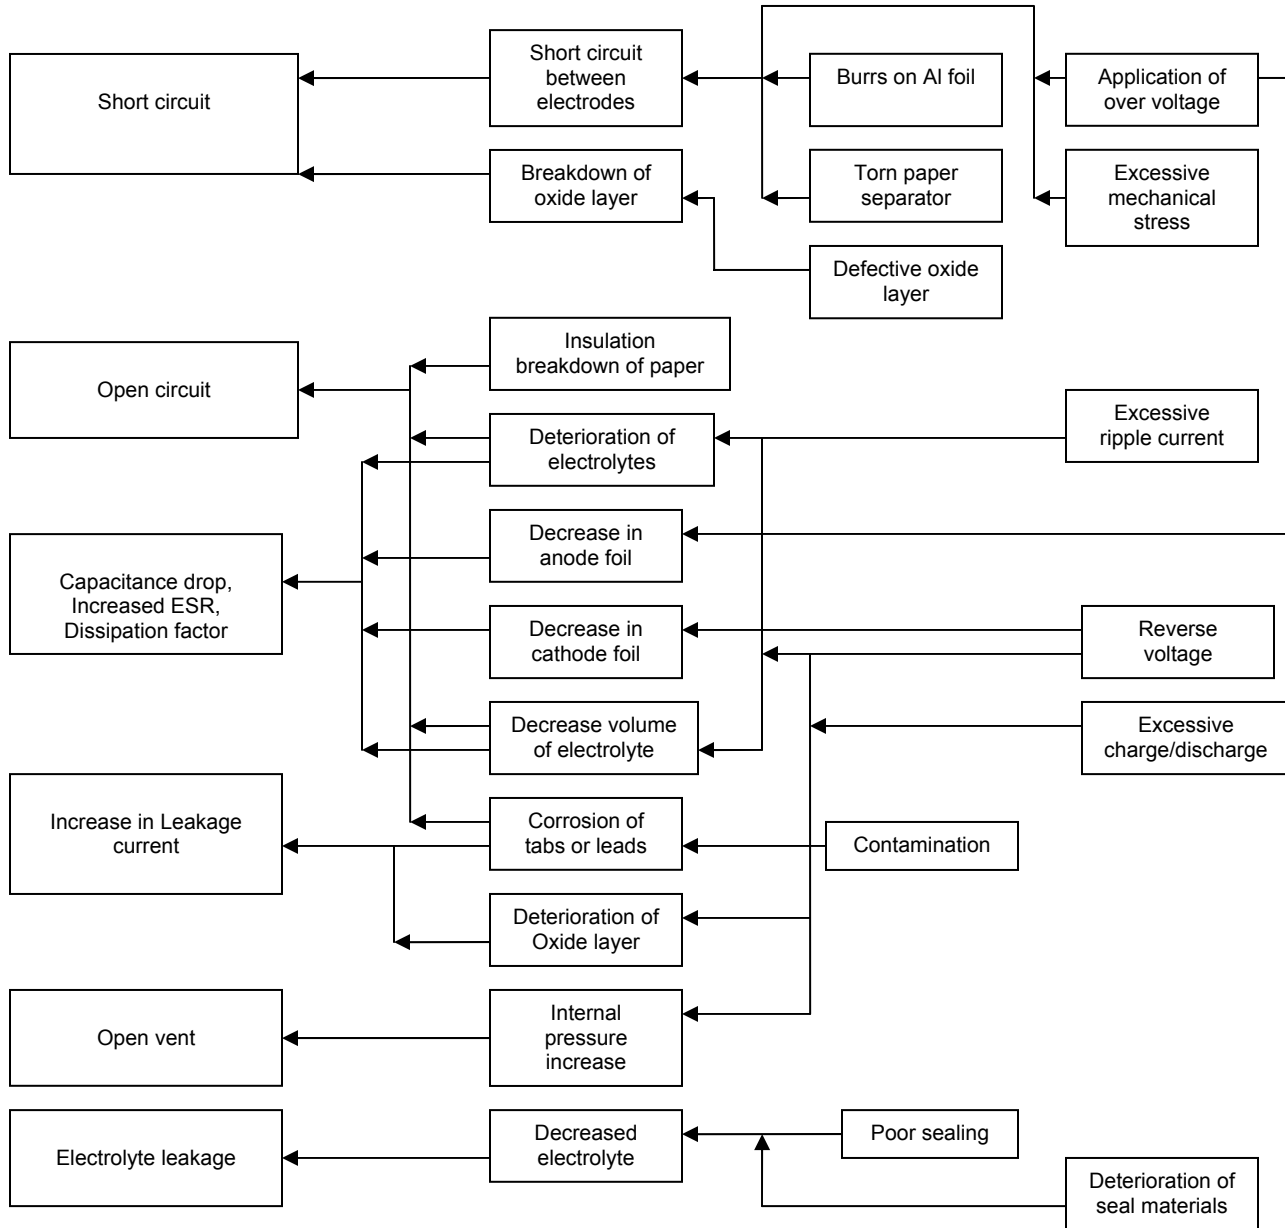 Short circuit
Short circuit
between
electrodes
Burrs on Al foil
Application of
over voltage
Breakdown of
oxide layer
Torn paper
separator
Excessive
mechanical
stress
Defective oxide
layer
Open circuit
Insulation
breakdown of paper
Deterioration of
electrolytes
Excessive
ripple current
Capacitance drop,
Increased ESR,
Dissipation factor
Decrease in
anode foil
Decrease in
cathode foil
Reverse
voltage
Decrease volume
of electrolyte
Excessive
charge/discharge
Increase in Leakage
current
Corrosion of
tabs or leads
Contamination
Deterioration of
Oxide layer
Open vent
Internal
pressure
increase
Electrolyte leakage
Decreased
electrolyte
Poor sealing
Deterioration of
seal materials